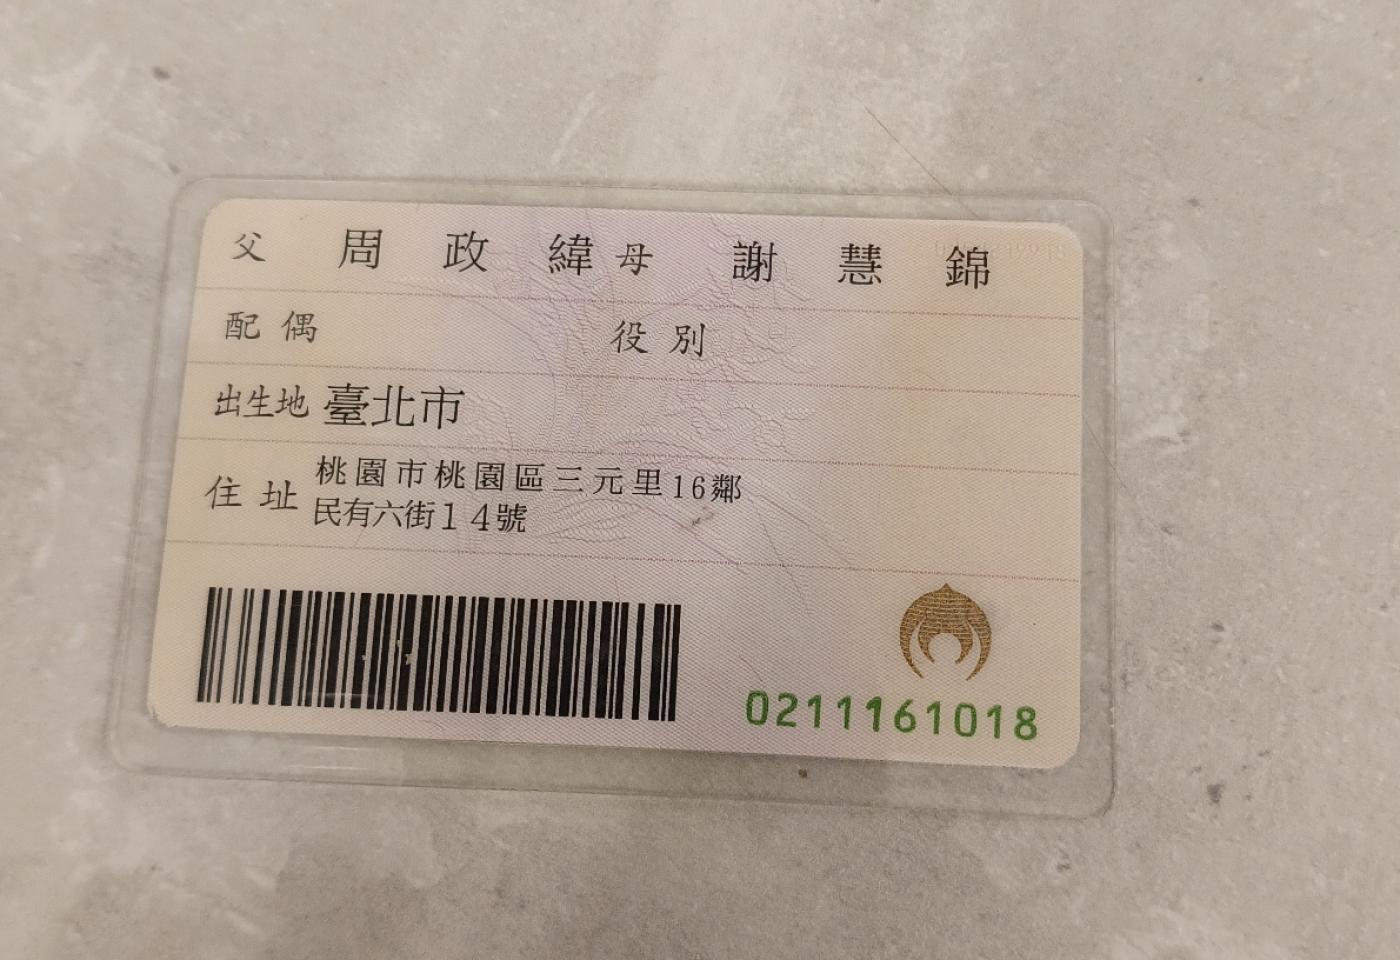 父 周 政 緯 母 謝 慧 錦
配偶 役別
出生地 臺北市
住址 桃園市桃園區三元里16鄰
民有六街14號
0211161018